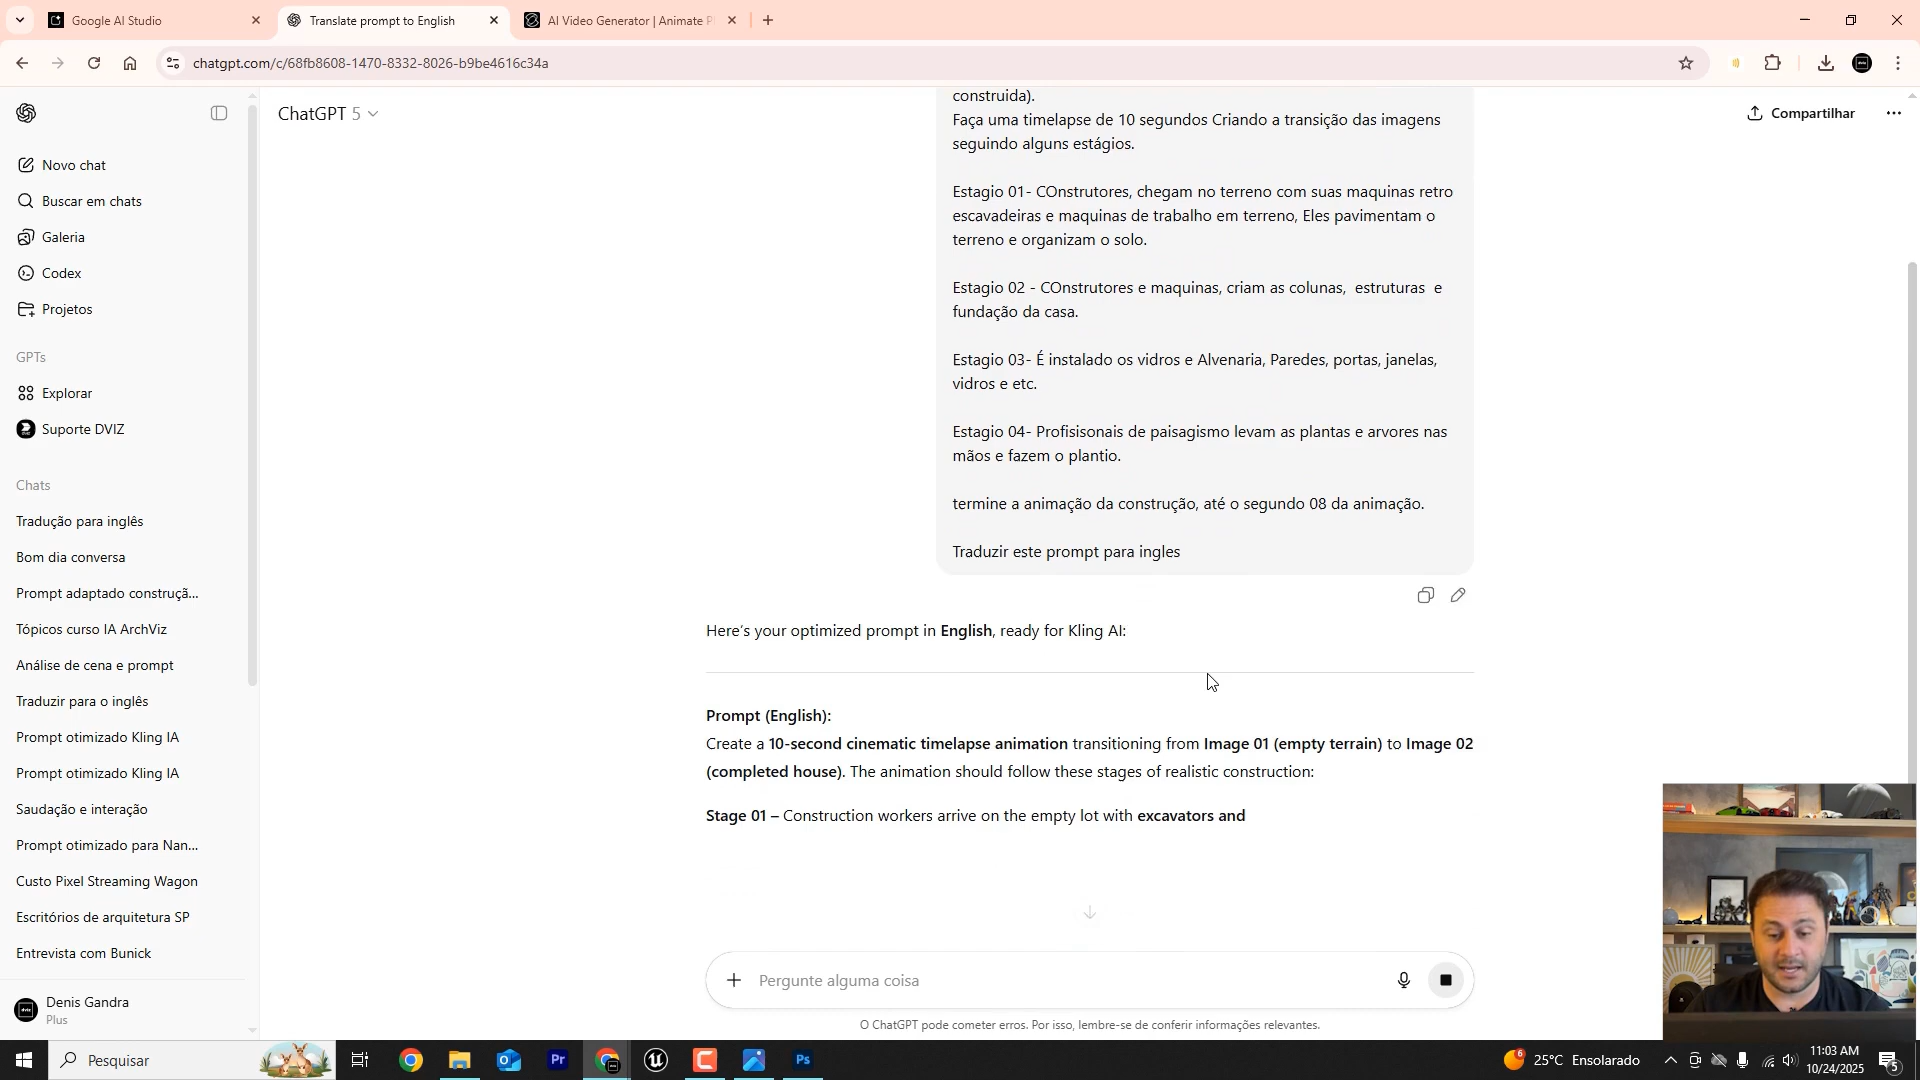 Google AI Studio
Translate prompt to English
AI Video Generator | Animate P
chatgpt.com/c/68fb8608-1470-8332-8026-b9be4616c34a
ChatGPT 5
Compartilhar
Novo chat
Buscar em chats
Galeria
Codex
Projetos
GPTs
Explorar
Suporte DVIZ
Chats
Tradução para inglês
Bom dia conversa
Prompt adaptado construçã...
Tópicos curso IA ArchViz
Análise de cena e prompt
Traduzir para o inglês
Prompt otimizado Kling IA
Prompt otimizado Kling IA
Saudação e interação
Prompt otimizado para Nan...
Custo Pixel Streaming Wagon
Escritórios de arquitetura SP
Entrevista com Bunick
Denis Gandra
Plus
construida).
Faça uma timelapse de 10 segundos Criando a transição das imagens
seguindo alguns estágios.
Estagio 01- COnstrutores, chegam no terreno com suas maquinas retro
escavadeiras e maquinas de trabalho em terreno, Eles pavimentam o
terreno e organizam o solo.
Estagio 02 - COnstrutores e maquinas, criam as colunas, estruturas e
fundação da casa.
Estagio 03- É instalado os vidros e Alvenaria, Paredes, portas, janelas,
vidros e etc.
Estagio 04- Profisisonais de paisagismo levam as plantas e arvores nas
mãos e fazem o plantio.
termine a animação da construção, até o segundo 08 da animação.
Traduzir este prompt para ingles
Here's your optimized prompt in English, ready for Kling AI:
Prompt (English):
Create a 10-second cinematic timelapse animation transitioning from Image 01 (empty terrain) to Image 02
(completed house). The animation should follow these stages of realistic construction:
Stage 01 – Construction workers arrive on the empty lot with excavators and
Pergunte alguma coisa
O ChatGPT pode cometer erros. Por isso, lembre-se de conferir informações relevantes.
Pesquisar
Pr
Ps
25°C Ensolarado
11:03 AM
10/24/2025
5